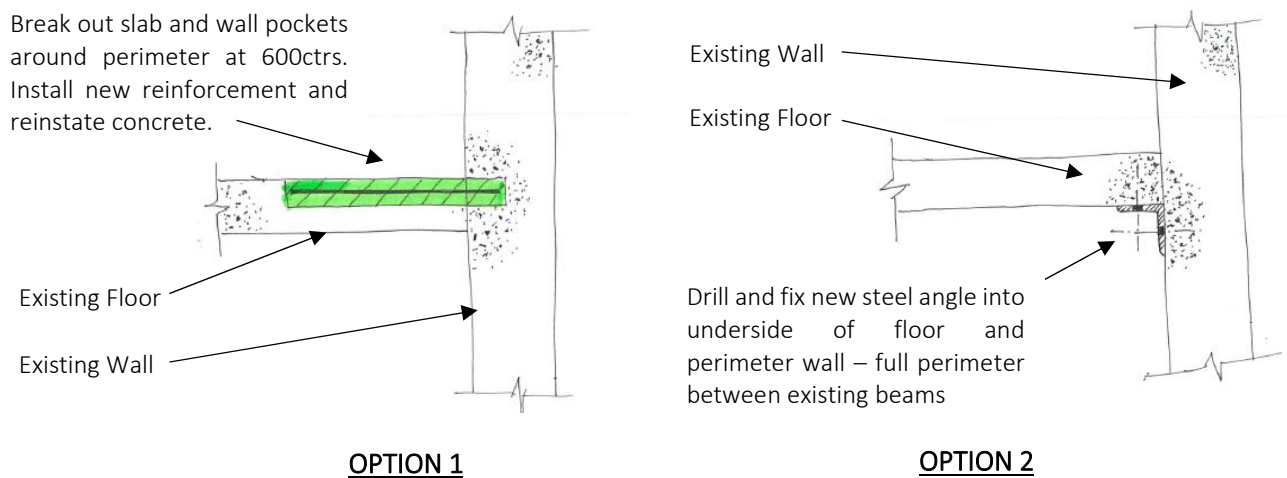 Break out slab and wall pockets
around perimeter at 600ctrs.
Install new reinforcement and
reinstate concrete.
Existing Floor
Existing Wall
OPTION 1
Existing Wall
Existing Floor
Drill and fix new steel angle into
underside of floor and
perimeter wall – full perimeter
between existing beams
OPTION 2